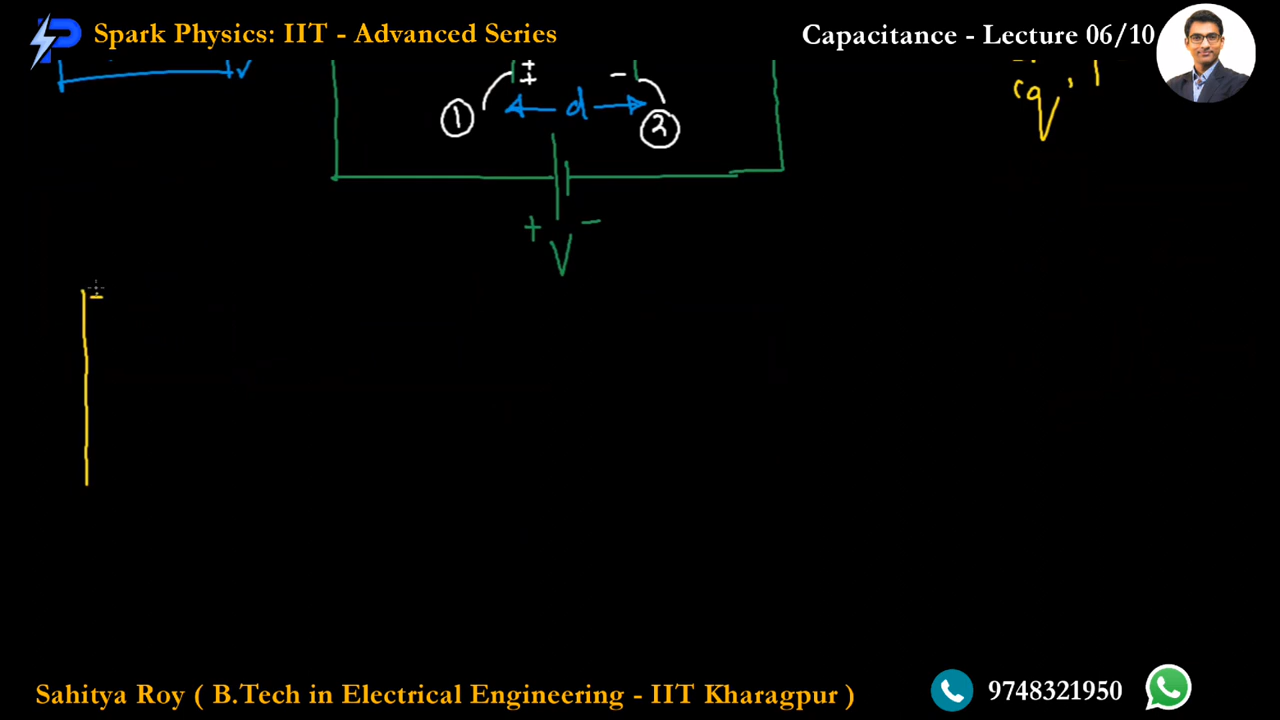 Spark Physics: IIT - Advanced Series
Capacitance - Lecture 06/10
V
+
+
-
1
d
2
q
+
-
V
Sahitya Roy ( B.Tech in Electrical Engineering - IIT Kharagpur )
9748321950